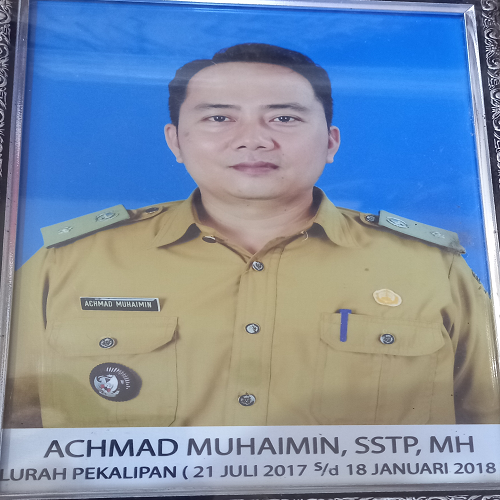 ACHMAD MUHAIMIN
ACHMAD MUHAIMIN, SSTP, MH
LURAH PEKALIPAN ( 21 JULI 2017 S/d 18 JANUARI 2018